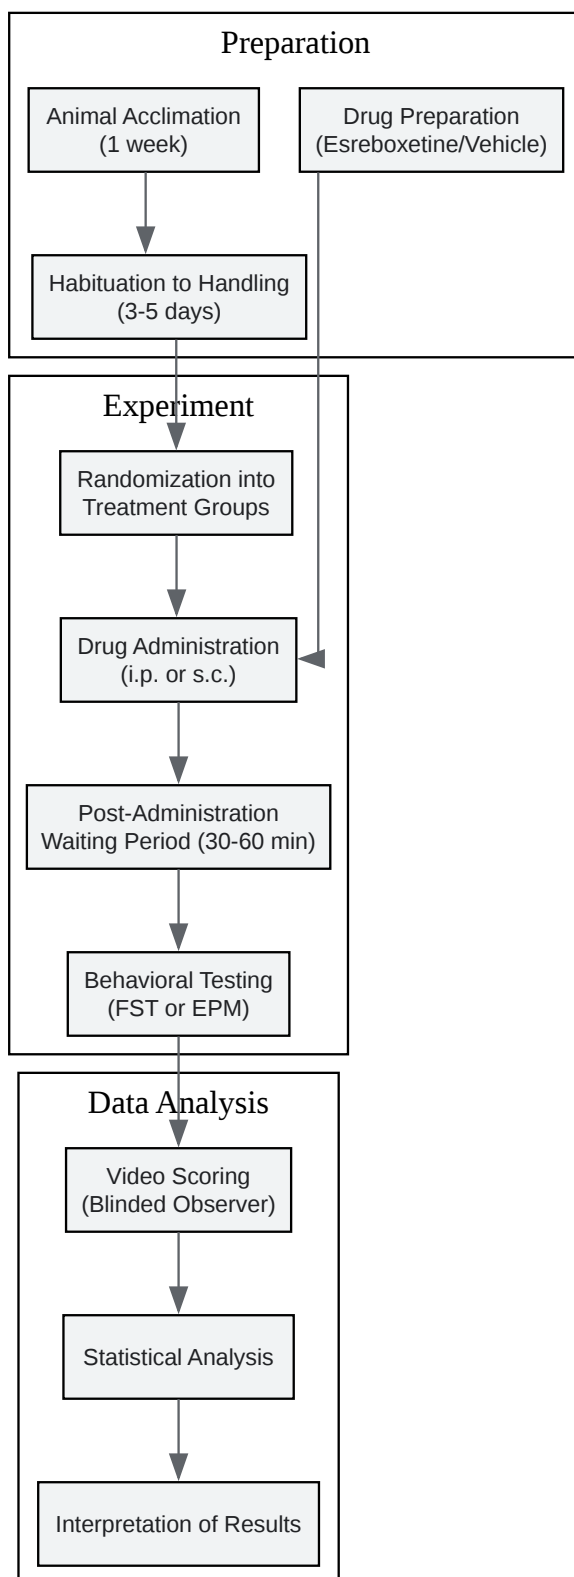 Preparation
Animal Acclimation
(1 week)
Drug Preparation
(Esreboxetine/Vehicle)
Habituation to Handling
(3-5 days)
Experiment
Randomization into
Treatment Groups
Drug Administration
(i.p. or s.c.)
Post-Administration
Waiting Period (30-60 min)
Behavioral Testing
(FST or EPM)
Data Analysis
Video Scoring
(Blinded Observer)
Statistical Analysis
Interpretation of Results